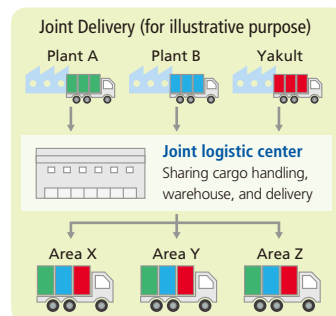 Joint Delivery (for illustrative purpose)
Plant A
Plant B
Yakult
Joint logistic center
Sharing cargo handling,
warehouse, and delivery
Area X
Area Y
Area Z